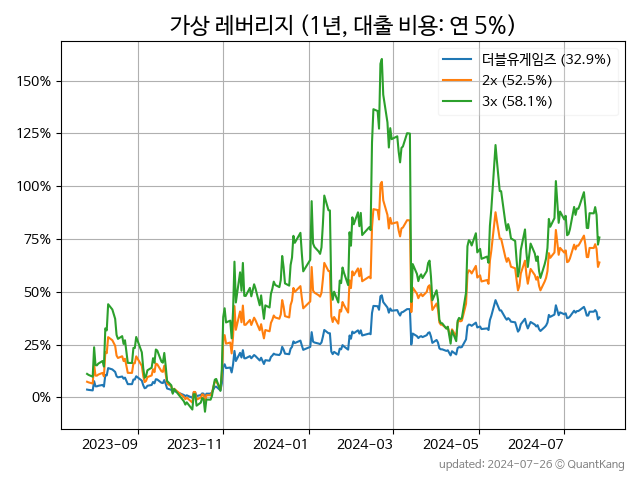 가상 레버리지 (1년, 대출 비용: 연 5%)
더블유게임즈 (32.9%)
2x (52.5%)
3x (58.1%)
150%
125%
100%
75%
50%
25%
0%
2023-09
2023-11
2024-01
2024-03
2024-05
2024-07
updated: 2024-07-26 © QuantKang